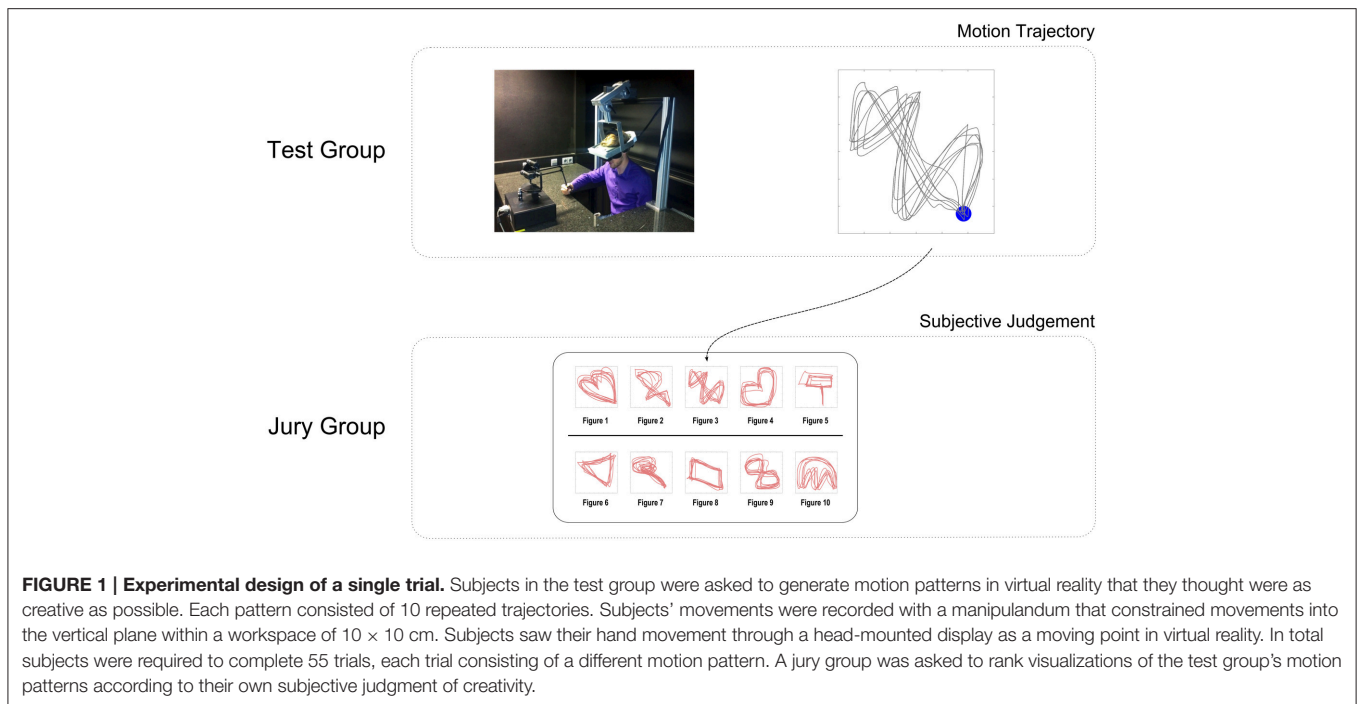 Motion Trajectory
Test Group
Subjective Judgement
Jury Group
Figure 1 Figure 2 Figure 3 Figure 4 Figure 5
Figure 6 Figure 7 Figure 8 Figure 9 Figure 10
FIGURE 1 | Experimental design of a single trial. Subjects in the test group were asked to generate motion patterns in virtual reality that they thought were as
creative as possible. Each pattern consisted of 10 repeated trajectories. Subjects' movements were recorded with a manipulandum that constrained movements into
the vertical plane within a workspace of 10 × 10 cm. Subjects saw their hand movement through a head-mounted display as a moving point in virtual reality. In total
subjects were required to complete 55 trials, each trial consisting of a different motion pattern. A jury group was asked to rank visualizations of the test group's motion
patterns according to their own subjective judgment of creativity.